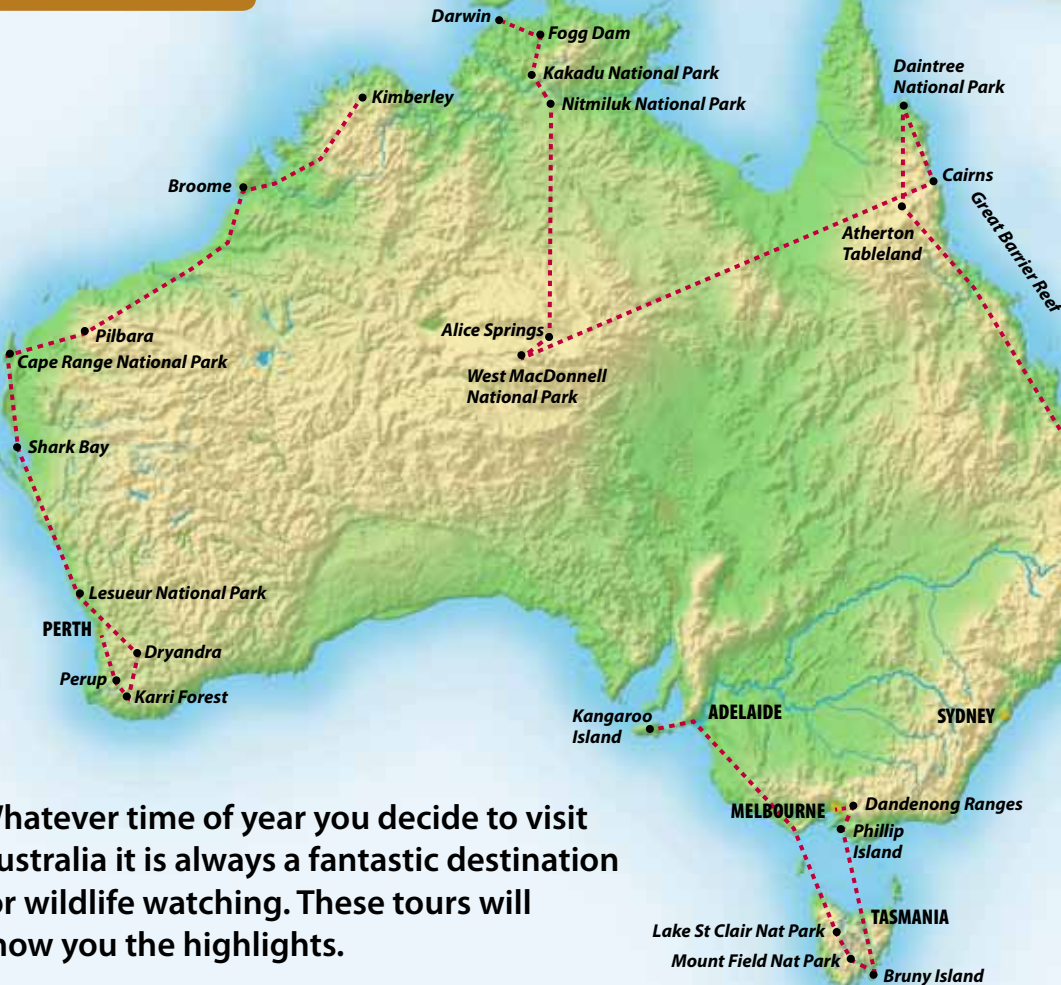 Darwin
Fogg Dam
Kakadu National Park
Nitmiluk National Park
Kimberley
Broome
Daintree
National Park
Cairns
Great Barrier Reef
Atherton
Tableland
Pilbara
Cape Range National Park
Alice Springs
West MacDonnell
National Park
Shark Bay
Lesueur National Park
PERTH
Dryandra
Perup
Karri Forest
Kangaroo
Island
ADELAIDE
SYDNEY
MELBOURNE
Dandenong Ranges
Phillip
Island
TASMANIA
Lake St Clair Nat Park
Mount Field Nat Park
Bruny Island
hatever time of year you decide to visit
ustralia it is always a fantastic destination
r wildlife watching. These tours will
how you the highlights.